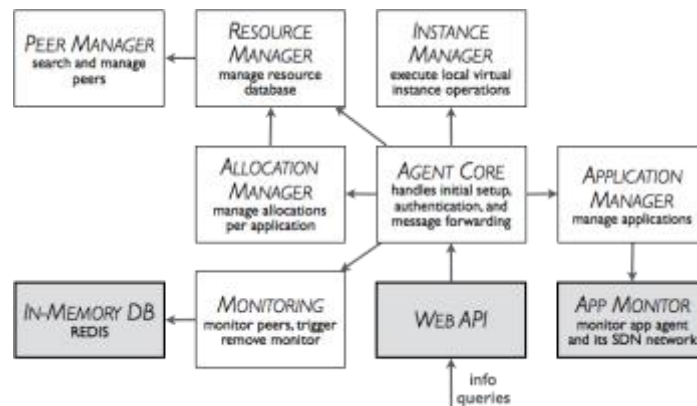 PEER MANAGER
search and manage
peers
RESOURCE
MANAGER
manage resource
database
INSTANCE
MANAGER
execute local virtual
instance operations
ALLOCATION
MANAGER
manage allocations
per application
AGENT CORE
handles initial setup,
authentication, and
message forwarding
APPLICATION
MANAGER
manage applications
IN-MEMORY DB
REDIS
MONITORING
monitor peers, trigger
remove monitor
WEB API
APP MONITOR
monitor app agent
and its SDN network
info
queries